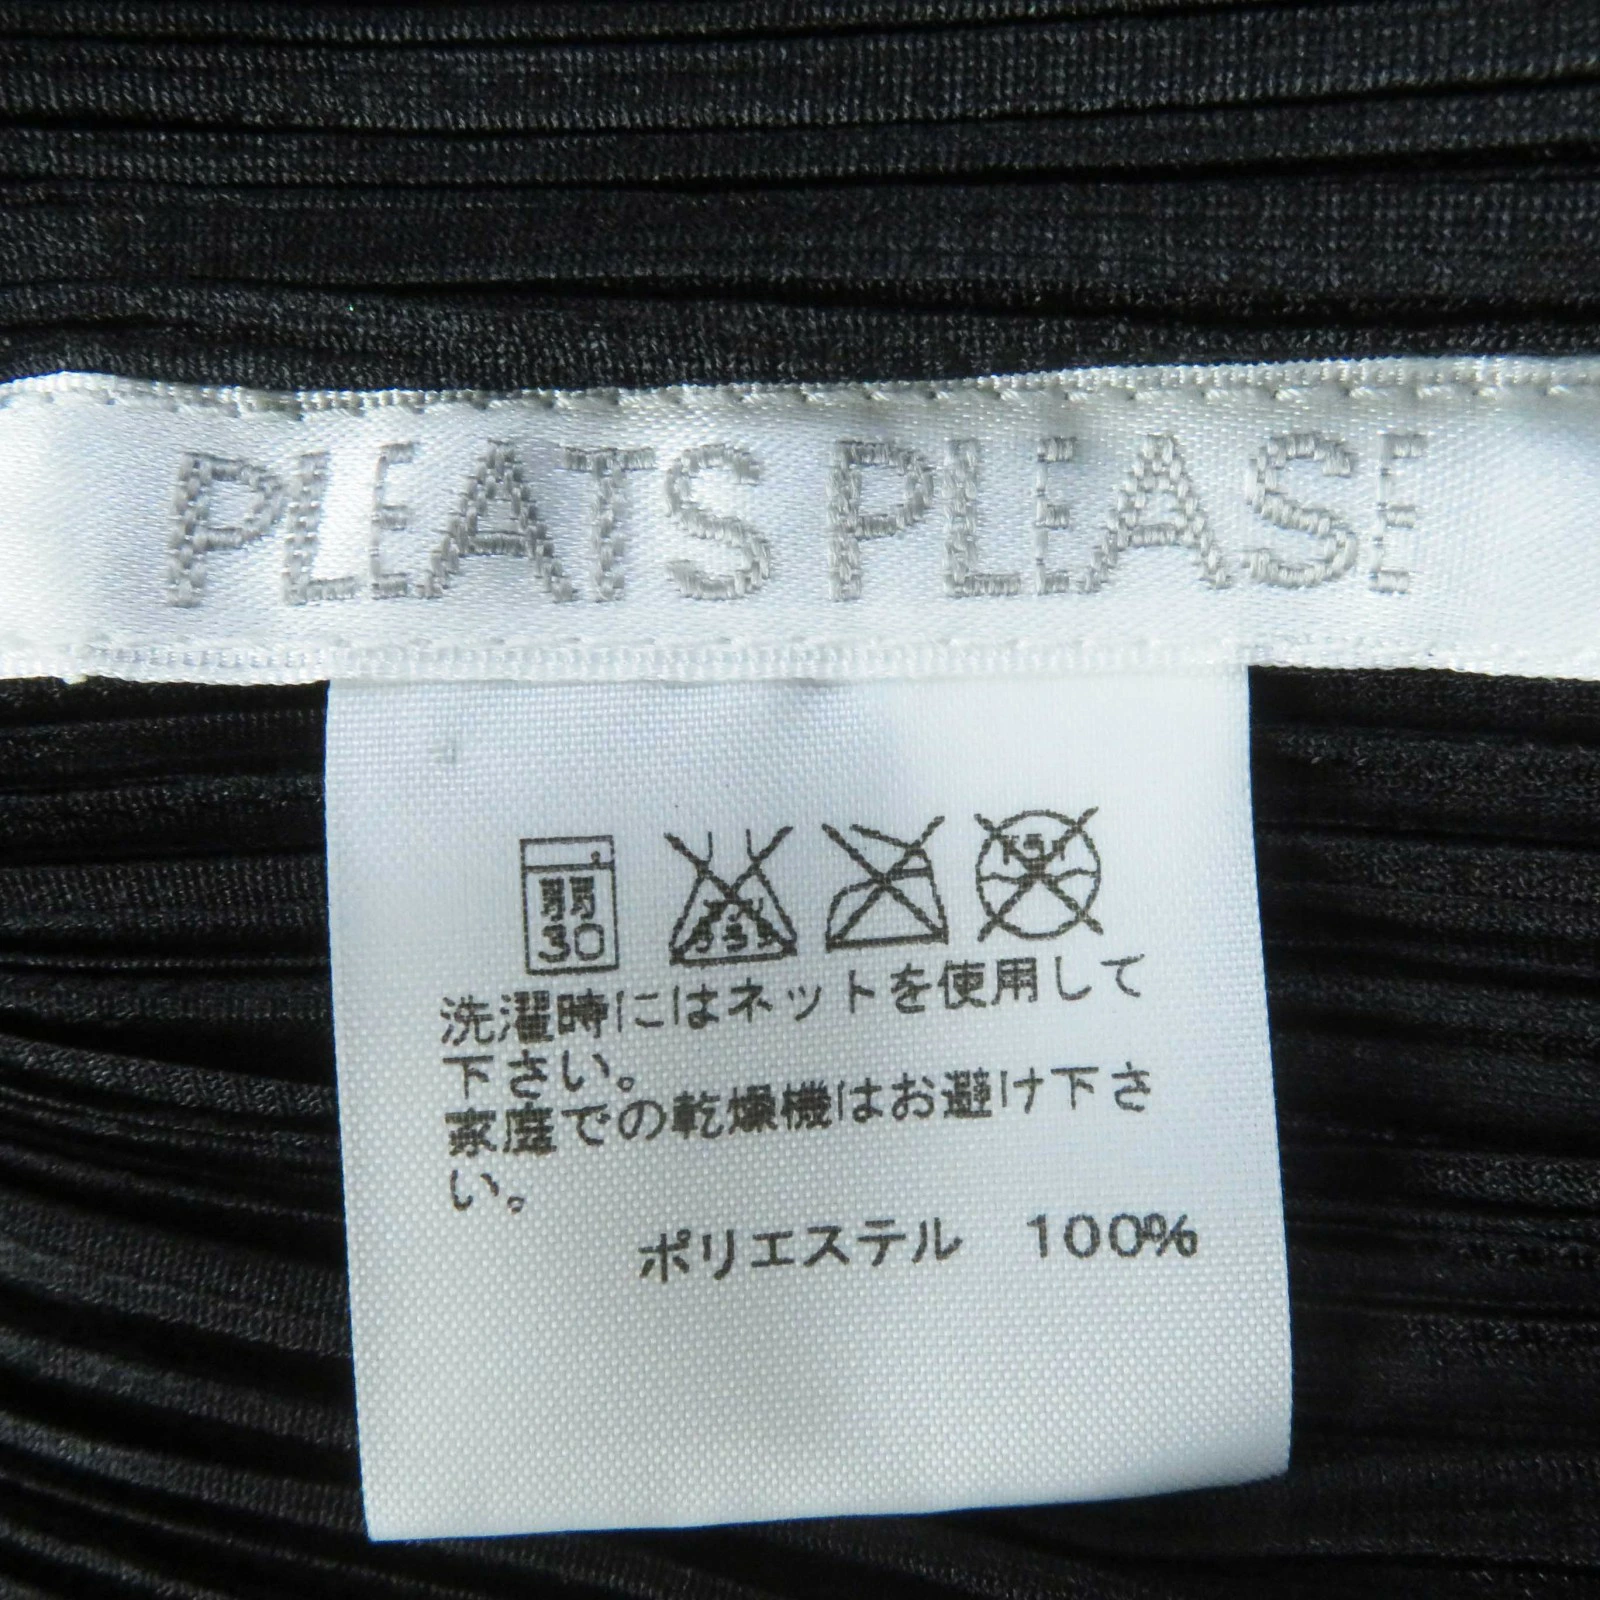 PLEATS PLEASE
弱
30
洗濯時にはネットを使用して
下さい。
家庭での乾燥機はお避け下さ
い。
ポリエステル 100%